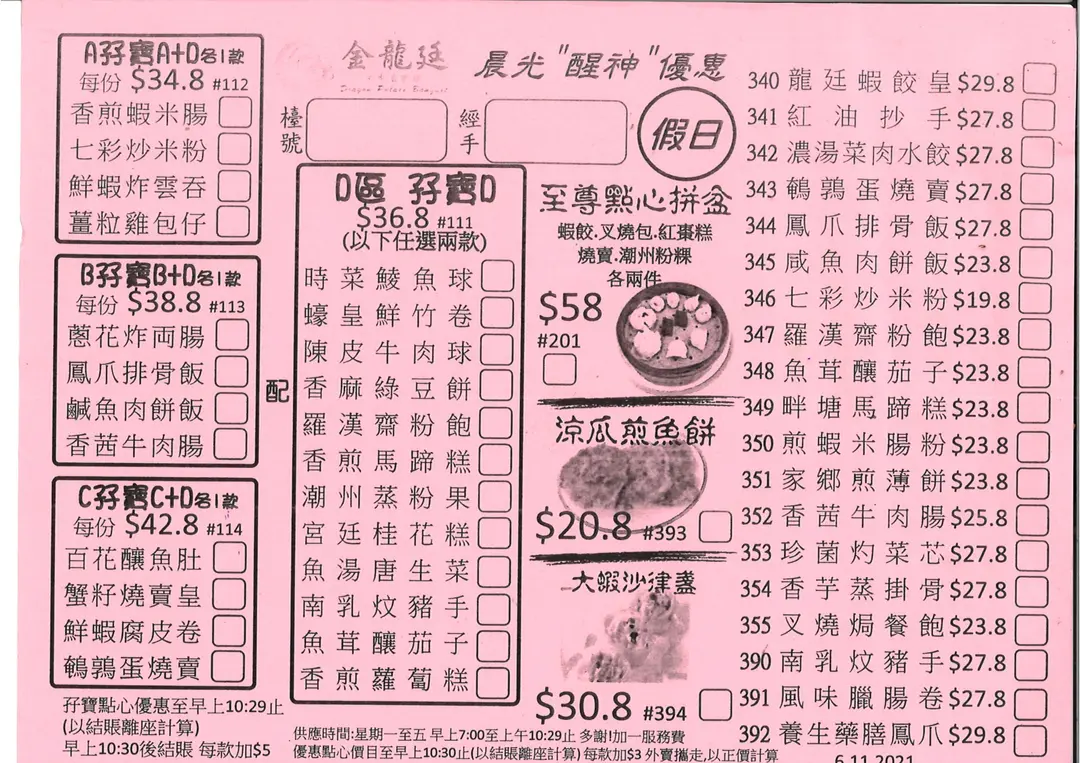 金龍廷
晨光"醒神"優惠
假日
檯號
經手
A孖寶A+D各1款
每份 $34.8 #112
香煎蝦米腸
七彩炒米粉
鮮蝦炸雲吞
薑粒雞包仔
B孖寶B+D各1款
每份 $38.8 #113
蔥花炸両腸
鳳爪排骨飯
鹹魚肉餅飯
香茜牛肉腸
C孖寶C+D各1款
每份 $42.8 #114
百花釀魚肚
蟹籽燒賣皇
鮮蝦腐皮卷
鵪鶉蛋燒賣
孖寶點心優惠至早上10:29止
(以結賬離座計算)
早上10:30後結賬 每款加$5
配
D區 孖寶D
$36.8 #111
(以下任選兩款)
時菜鯪魚球
蠔皇鮮竹卷
陳皮牛肉球
香麻綠豆餅
羅漢齋粉飽
香煎馬蹄糕
潮州蒸粉果
宮廷桂花糕
魚湯唐生菜
南乳炆豬手
魚茸釀茄子
香煎蘿蔔糕
至尊點心拼盆
蝦餃.叉燒包.紅棗糕
燒賣.潮州粉粿
各兩件
$58
#201
涼瓜煎魚餅
$20.8 #393
大蝦沙律盞
$30.8 #394
340 龍廷蝦餃皇 $29.8
341 紅油抄手 $27.8
342 濃湯菜肉水餃 $27.8
343 鵪鶉蛋燒賣 $27.8
344 鳳爪排骨飯 $27.8
345 咸魚肉餅飯 $23.8
346 七彩炒米粉 $19.8
347 羅漢齋粉飽 $23.8
348 魚茸釀茄子 $23.8
349 畔塘馬蹄糕 $23.8
350 煎蝦米腸粉 $23.8
351 家鄉煎薄餅 $23.8
352 香茜牛肉腸 $25.8
353 珍菌灼菜芯 $27.8
354 香芋蒸掛骨 $27.8
355 叉燒焗餐飽 $23.8
390 南乳炆豬手 $27.8
391 風味臘腸卷 $27.8
392 養生藥膳鳳爪 $29.8
供應時間:星期一至五 早上7:00至上午10:29止 多謝!加一服務費
優惠點心價目至早上10:30止(以結賬離座計算) 每款加$3 外賣攜走,以正價計算
6.11.2021